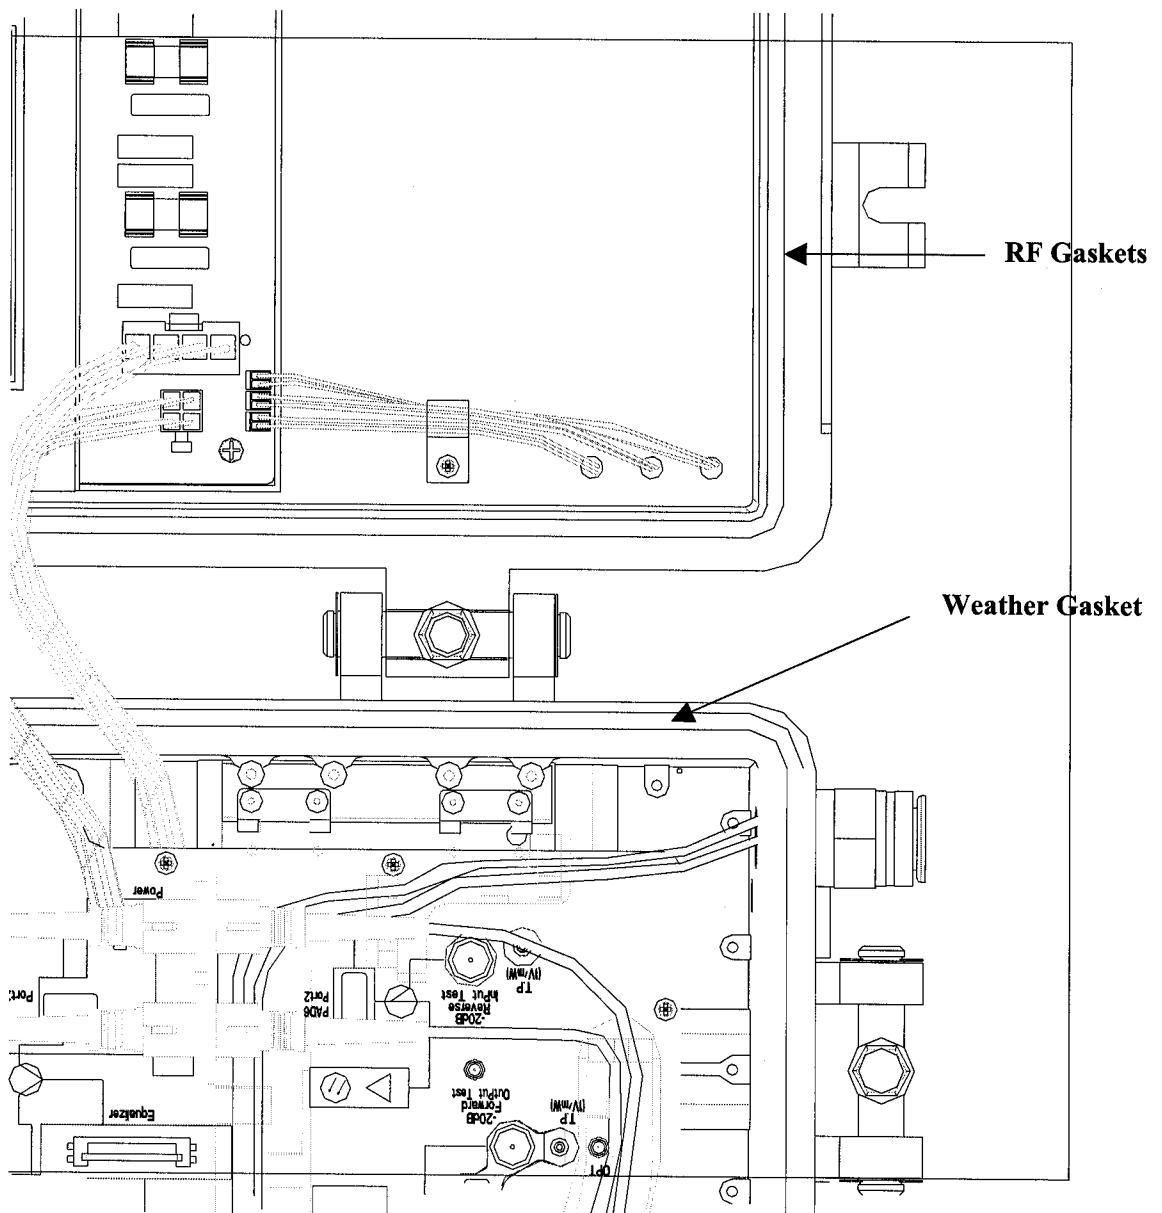 RF Gaskets
Weather Gasket
Power
T.P
(1V/mW)
-20dB
Reverse
InPut Test
PAD6
Port2
-20dB
Forward
OutPut Test
T.P
(1V/mW)
OPT
Equalizer